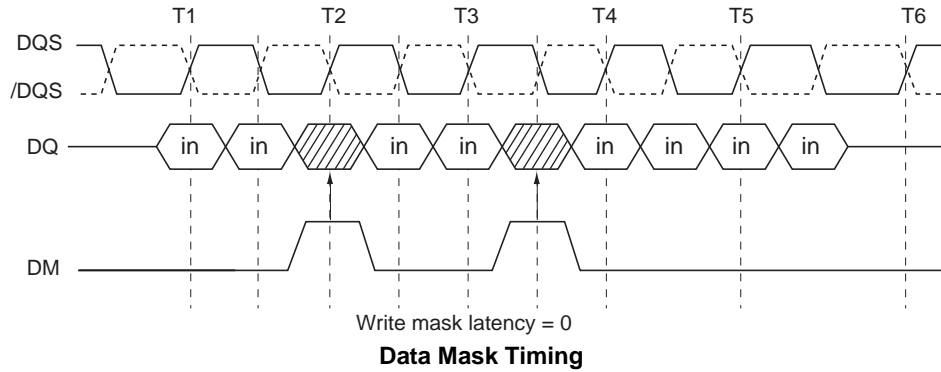 T1 T2 T3 T4 T5 T6
DQS
/DQS
DQ in in in in in in in in
DM
Write mask latency = 0
Data Mask Timing